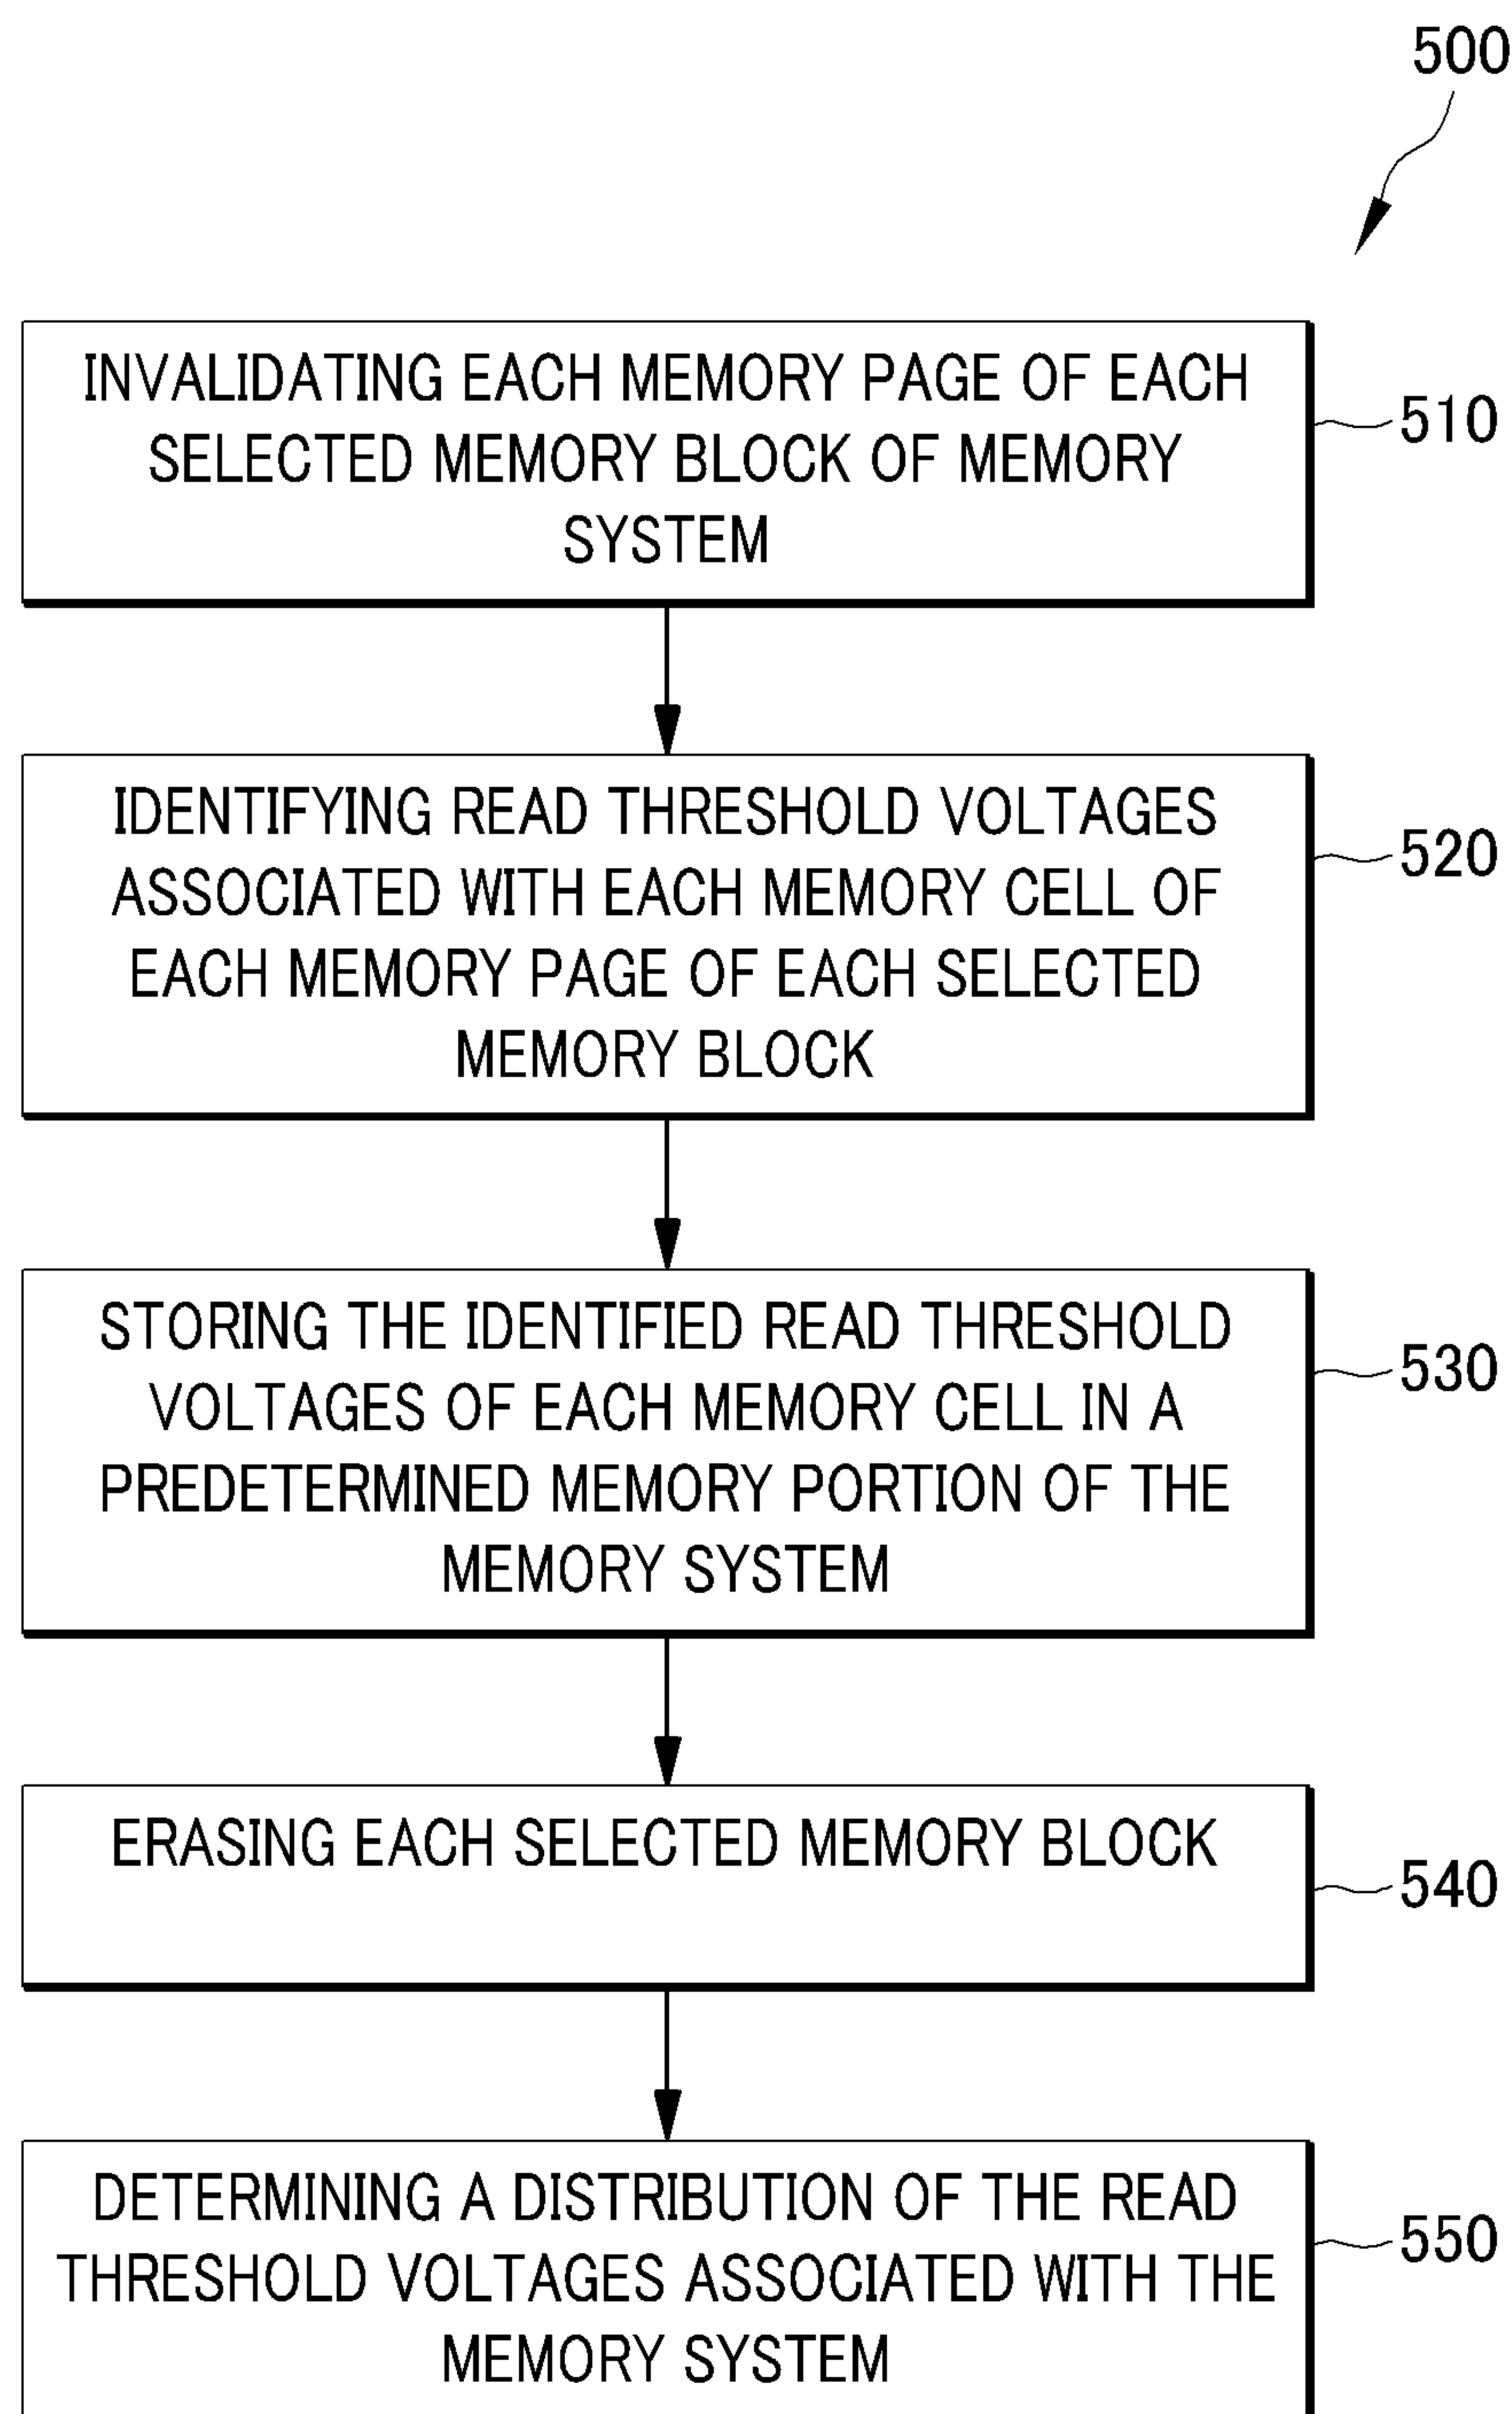 500
INVALIDATING EACH MEMORY PAGE OF EACH
SELECTED MEMORY BLOCK OF MEMORY
SYSTEM
510
IDENTIFYING READ THRESHOLD VOLTAGES
ASSOCIATED WITH EACH MEMORY CELL OF
EACH MEMORY PAGE OF EACH SELECTED
MEMORY BLOCK
520
STORING THE IDENTIFIED READ THRESHOLD
VOLTAGES OF EACH MEMORY CELL IN A
PREDETERMINED MEMORY PORTION OF THE
MEMORY SYSTEM
530
ERASING EACH SELECTED MEMORY BLOCK
540
DETERMINING A DISTRIBUTION OF THE READ
THRESHOLD VOLTAGES ASSOCIATED WITH THE
MEMORY SYSTEM
550